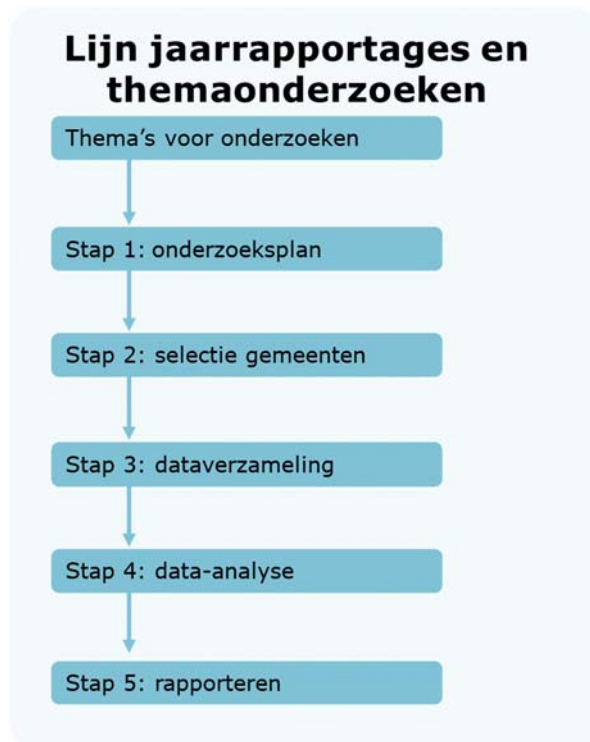 Lijn jaarrapportages en
themaonderzoeken
Thema's voor onderzoeken
Stap 1: onderzoeksplan
Stap 2: selectie gemeenten
Stap 3: dataverzameling
Stap 4: data-analyse
Stap 5: rapporteren